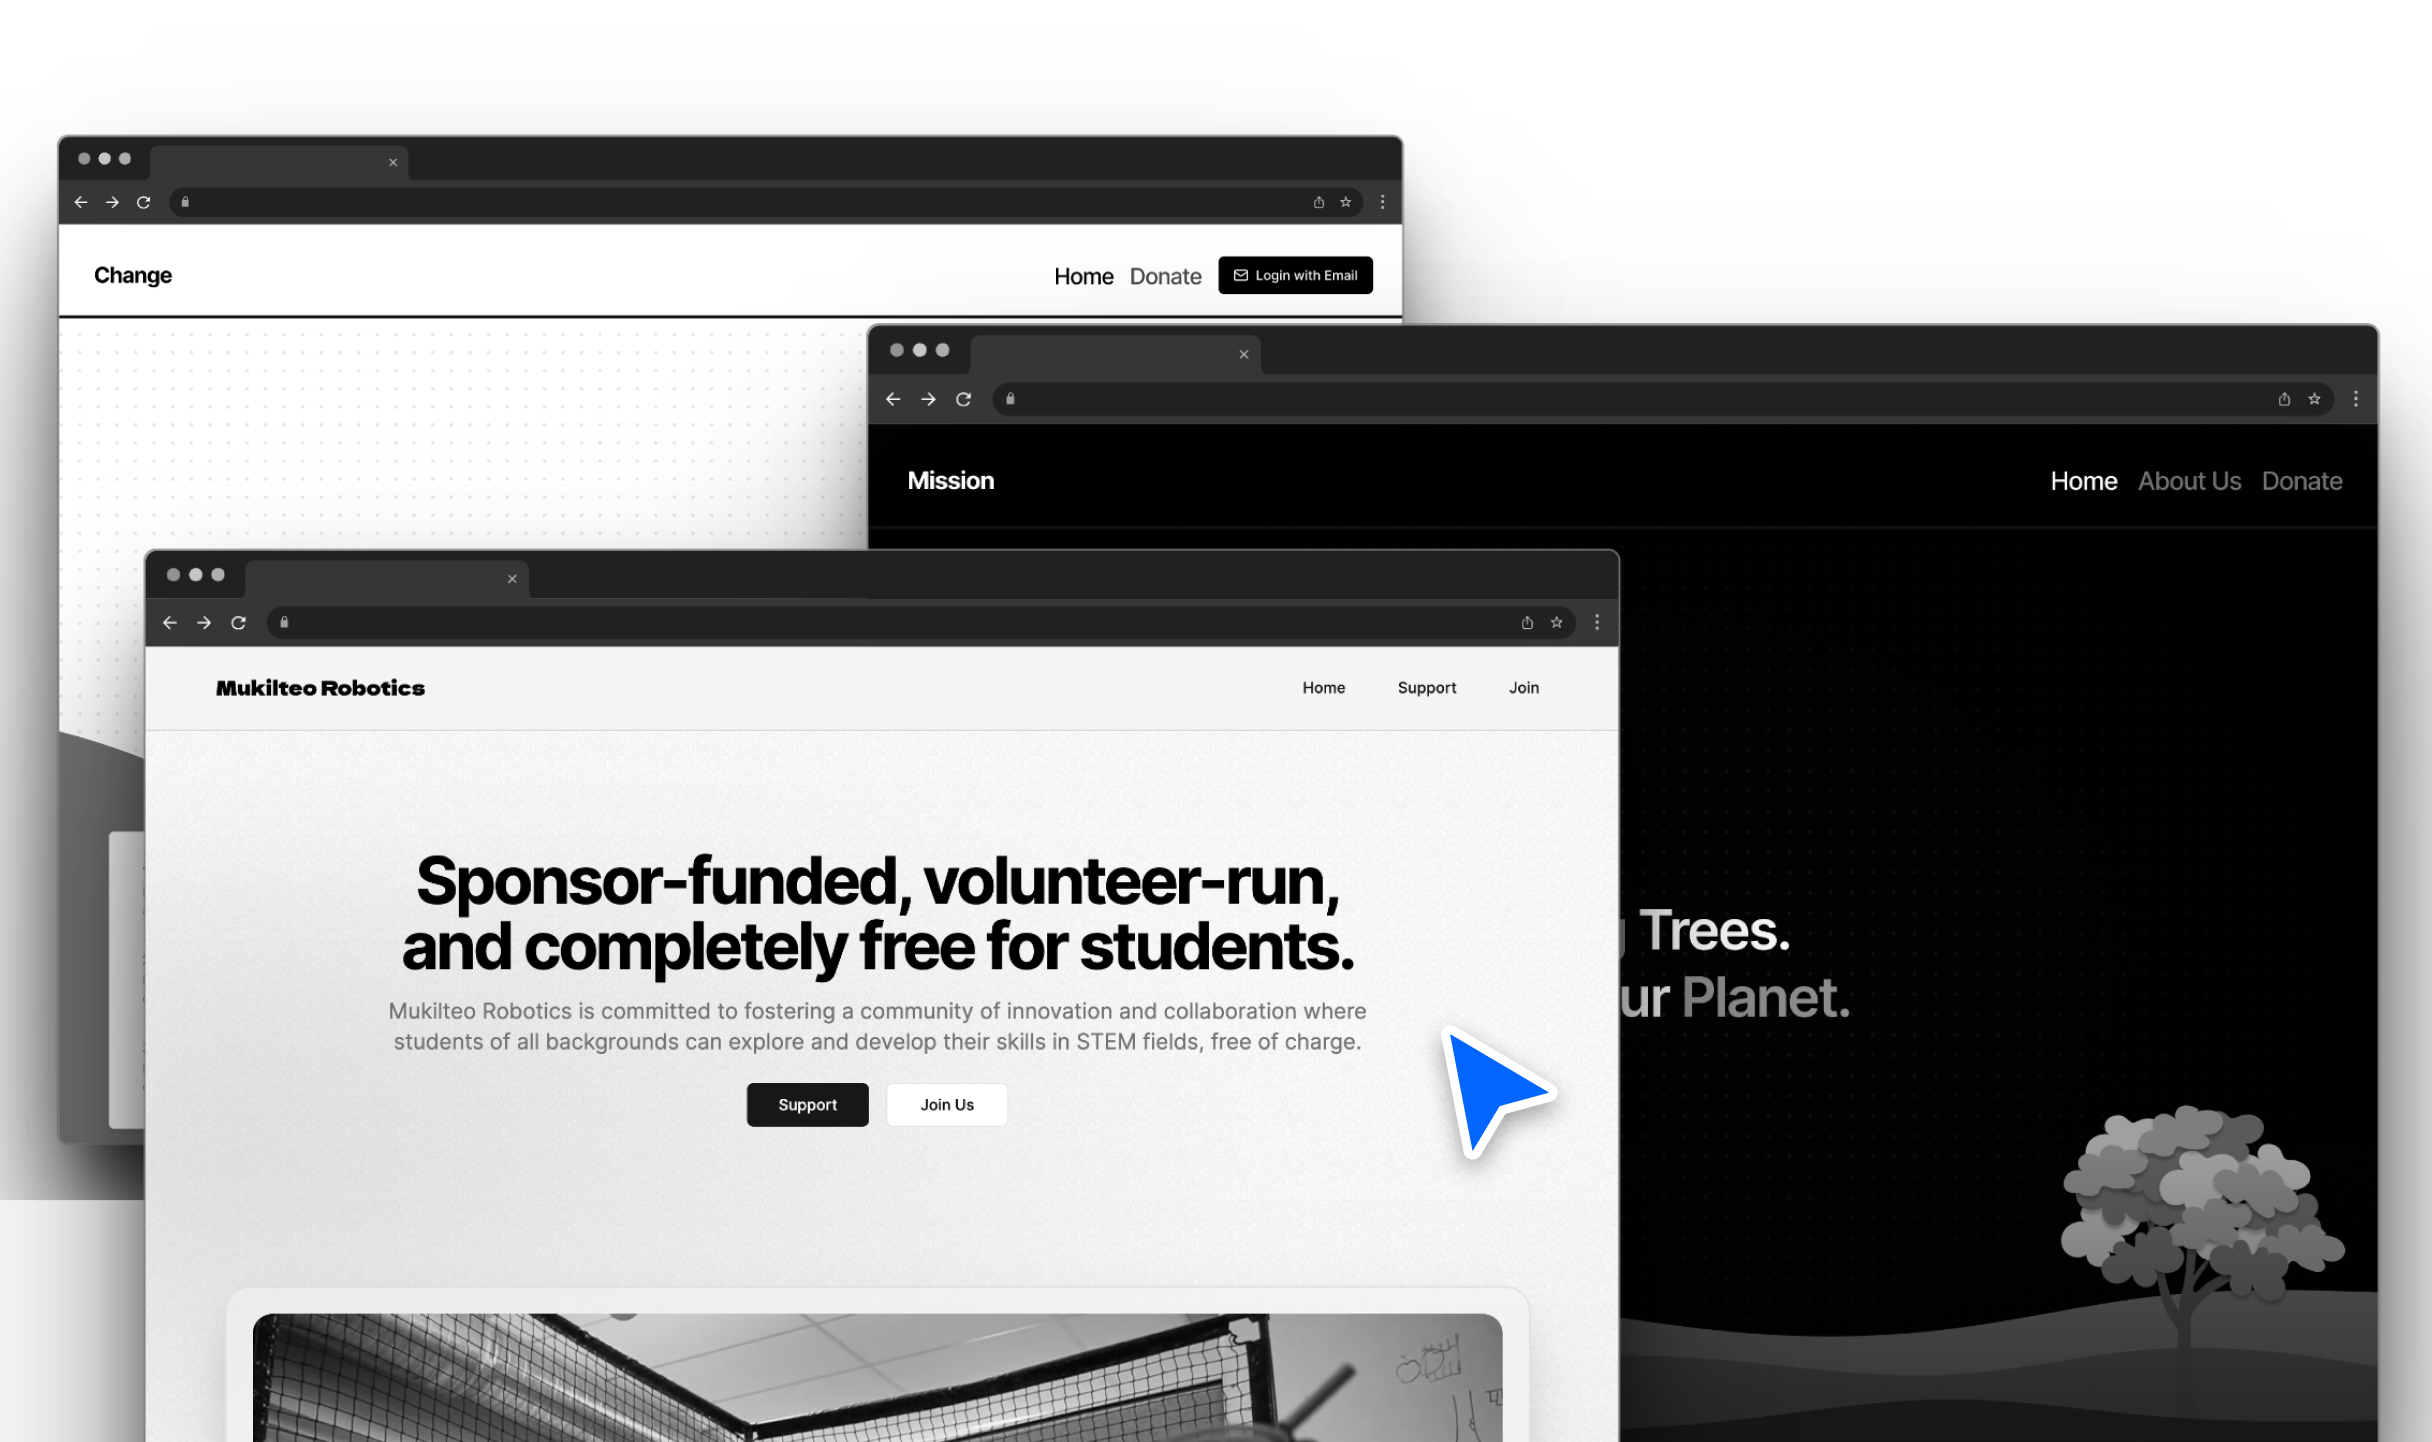 Change
Home Donate Login with Email
Mission
Home About Us Donate
Mukilteo Robotics
Home Support Join
Sponsor-funded, volunteer-run,
and completely free for students.
Mukilteo Robotics is committed to fostering a community of innovation and collaboration where
students of all backgrounds can explore and develop their skills in STEM fields, free of charge.
Support Join Us
Trees.
Planet.